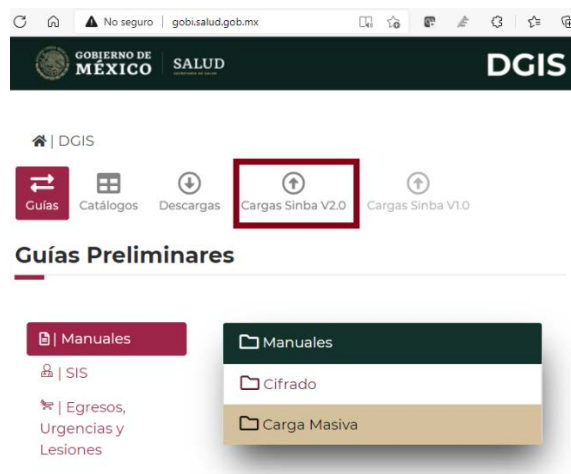 No seguro | gobi.salud.gob.mx
GOBIERNO DE MÉXICO | SALUD
DGIS
| DGIS
Guías Catálogos Descargas Cargas Sinba V2.0 Cargas Sinba V1.0
Guías Preliminares
| Manuales
| SIS
| Egresos,
Urgencias y
Lesiones
Manuales
Cifrado
Carga Masiva